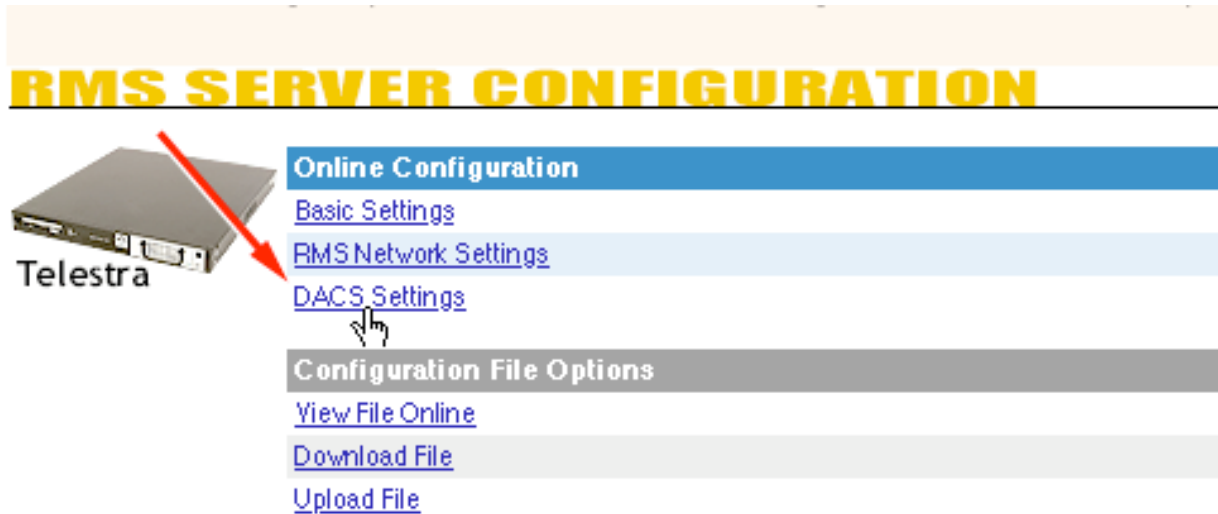 RMS SERVER CONFIGURATION
Online Configuration
Basic Settings
RMS Network Settings
Telestra
DACS Settings
Configuration File Options
View File Online
Download File
Upload File